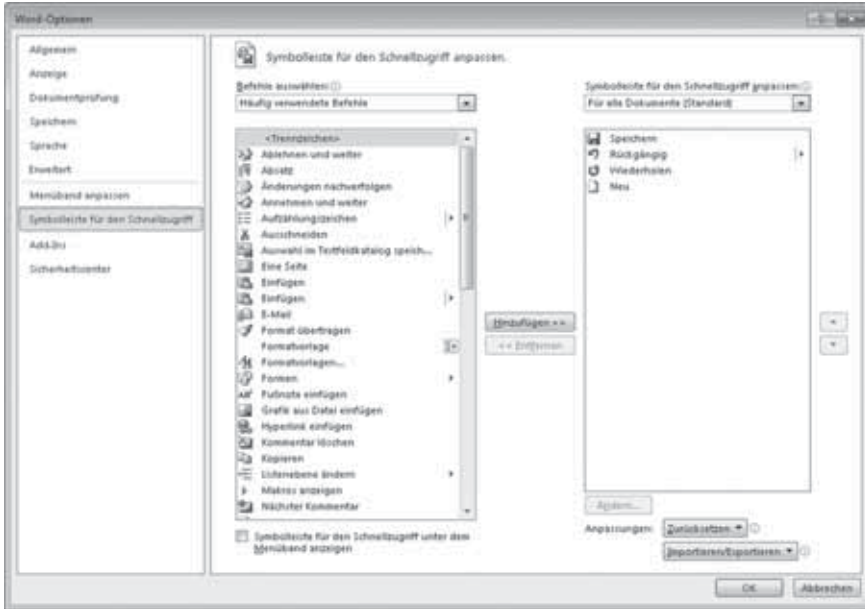 Word-Optionen
Allgemein
Anzeige
Dokumentprüfung
Speichern
Sprache
Erweitert
Menüband anpassen
Symbolleiste für den Schnellzugriff
Add-Ins
Sicherheitscenter
Symbolleiste für den Schnellzugriff anpassen.
Befehle auswählen:
Häufig verwendete Befehle
<Trennzeichen>
Ablehnen und weiter
Absatz
Änderungen nachverfolgen
Annehmen und weiter
Aufzählungszeichen
Ausschneiden
Auswahl im Textfeldkatalog speich...
Eine Seite
Einfügen
Einfügen
E-Mail
Format übertragen
Formatvorlage
Formatvorlagen...
Formen
Fußnote einfügen
Grafik aus Datei einfügen
Hyperlink einfügen
Kommentar löschen
Kopieren
Listenebene ändern
Makros anzeigen
Nächster Kommentar
Symbolleiste für den Schnellzugriff unter dem
Menüband anzeigen
Hinzufügen >>
<< Entfernen
Symbolleiste für den Schnellzugriff anpassen:
Für alle Dokumente (Standard)
Speichern
Rückgängig
Wiederholen
Neu
Ändern...
Anpassungen:
Zurücksetzen
Importieren/Exportieren
OK
Abbrechen